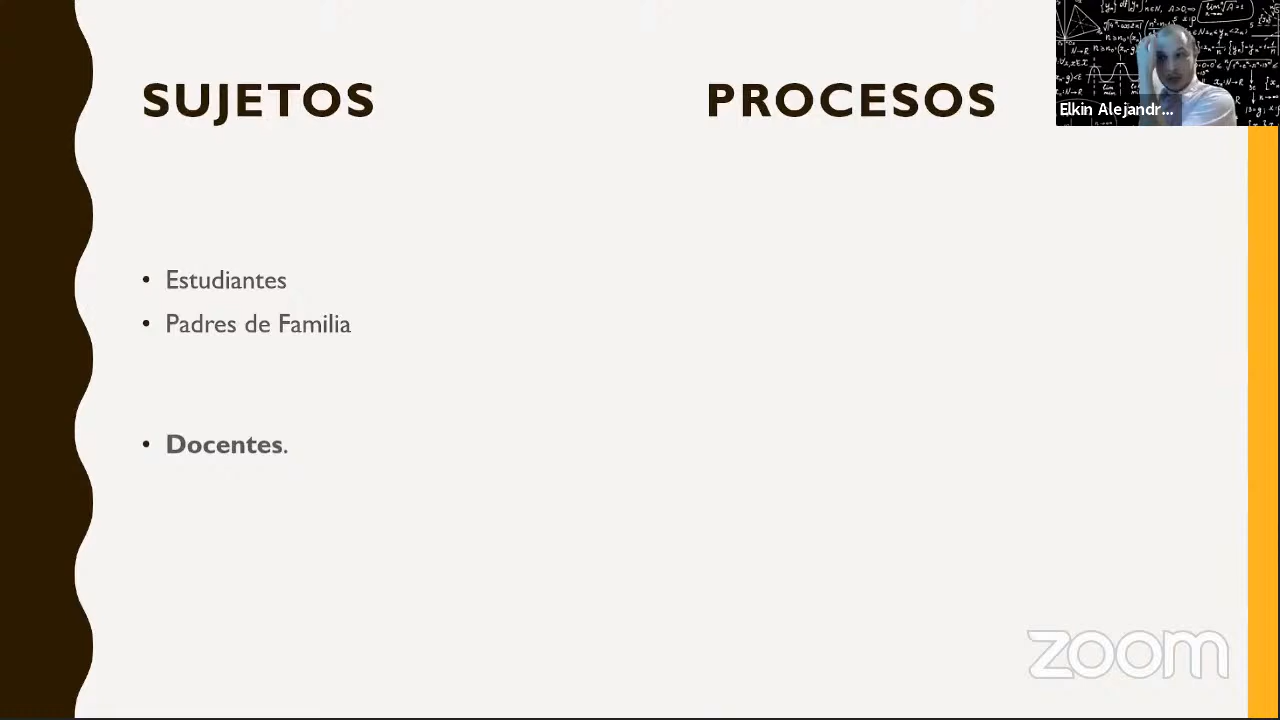 SUJETOS
PROCESOS
Elkin Alejandr...
• Estudiantes
• Padres de Familia
• Docentes.
zoom